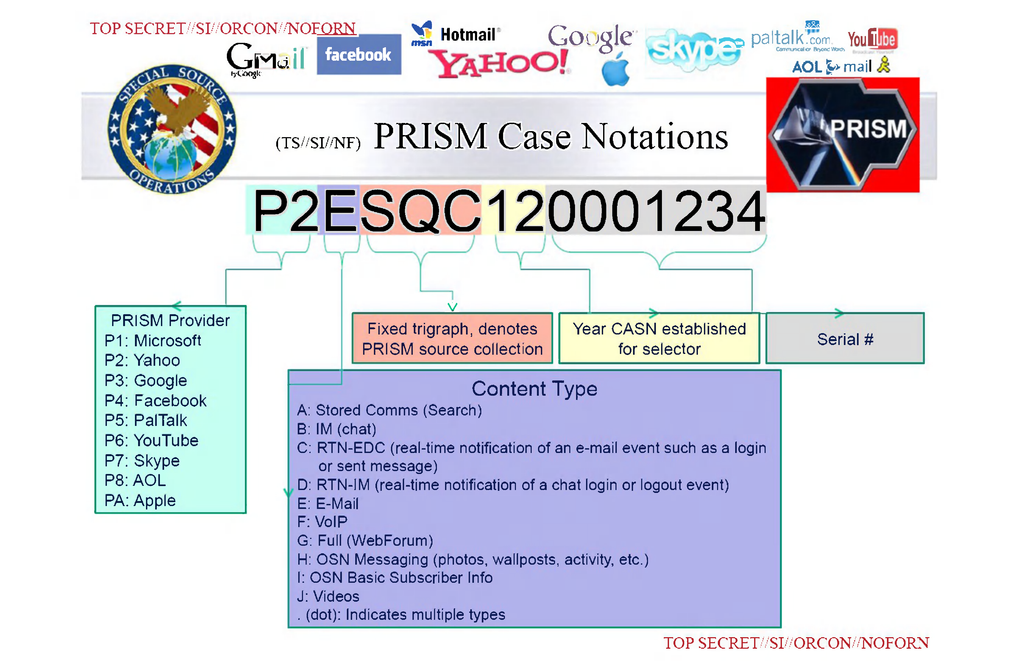 TOP SECRET//SI//ORCON//NOFORN
Gmail
by Google
facebook
msn Hotmail
YAHOO!
Google
skype
paltalk.com
Communication Beyond Words
YouTube
AOL mail
SPECIAL SOURCE
OPERATIONS
(TS//SI//NF) PRISM Case Notations
PRISM
P2ESQC120001234
PRISM Provider
P1: Microsoft
P2: Yahoo
P3: Google
P4: Facebook
P5: PalTalk
P6: YouTube
P7: Skype
P8: AOL
PA: Apple
Fixed trigraph, denotes
PRISM source collection
Year CASN established
for selector
Serial #
Content Type
A: Stored Comms (Search)
B: IM (chat)
C: RTN-EDC (real-time notification of an e-mail event such as a login
or sent message)
D: RTN-IM (real-time notification of a chat login or logout event)
E: E-Mail
F: VoIP
G: Full (WebForum)
H: OSN Messaging (photos, wallposts, activity, etc.)
I: OSN Basic Subscriber Info
J: Videos
. (dot): Indicates multiple types
TOP SECRET//SI//ORCON//NOFORN